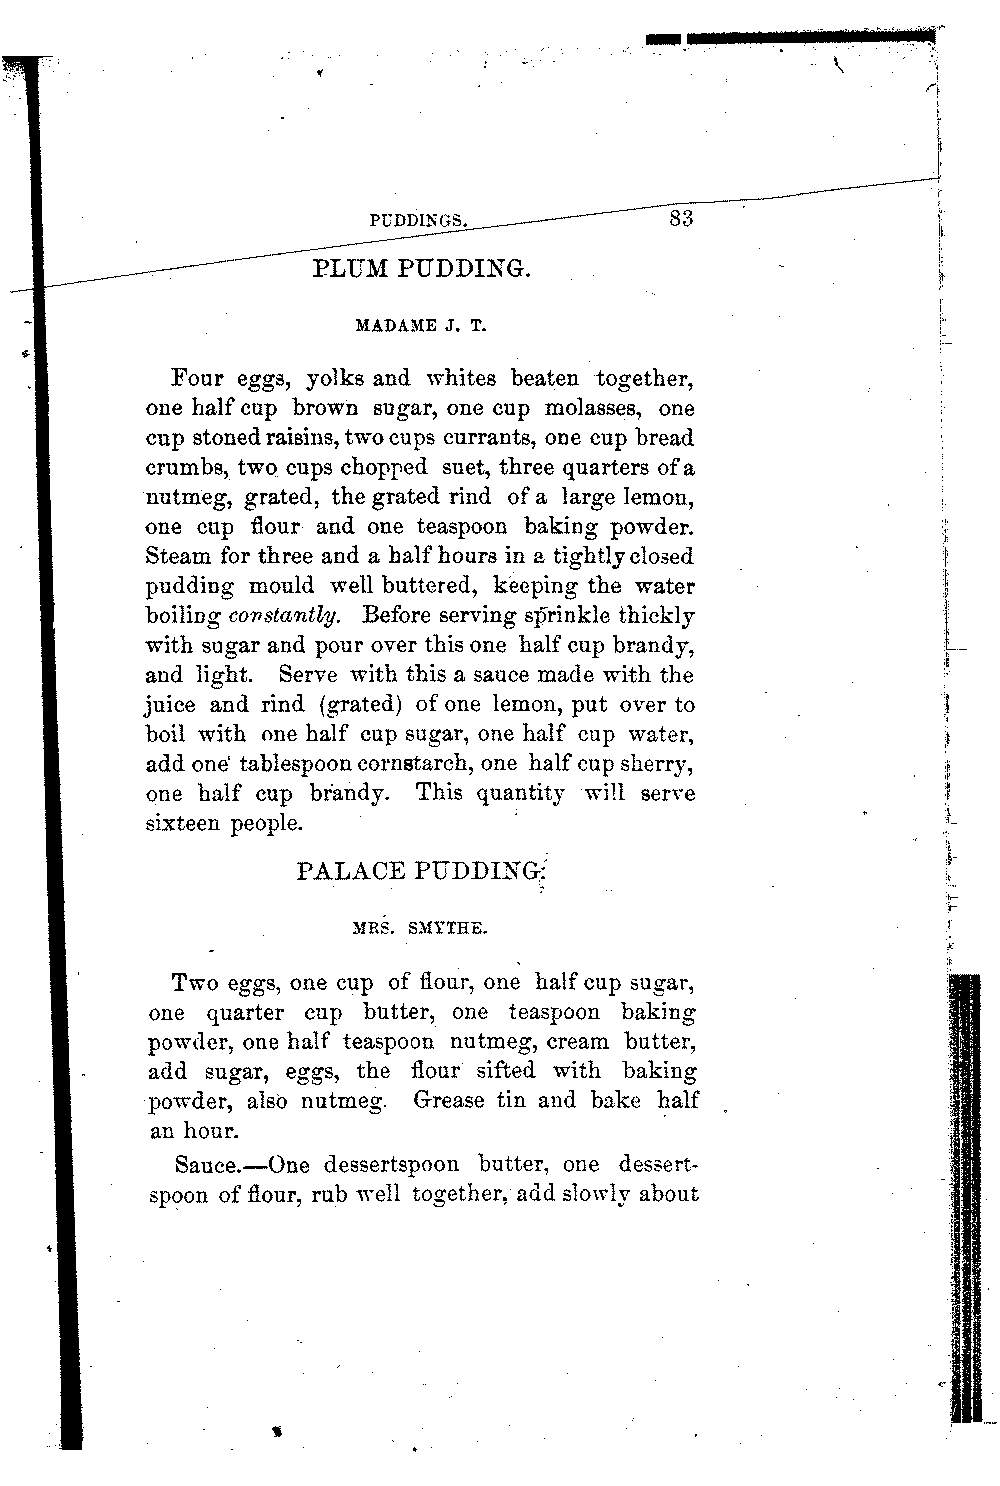 PUDDINGS. 83
PLUM PUDDING.
MADAME J. T.
Four eggs, yolks and whites beaten together,
one half cup brown sugar, one cup molasses, one
cup stoned raisins, two cups currants, one cup bread
crumbs, two cups chopped suet, three quarters of a
nutmeg, grated, the grated rind of a large lemon,
one cup flour and one teaspoon baking powder.
Steam for three and a half hours in a tightly closed
pudding mould well buttered, keeping the water
boiling constantly. Before serving sprinkle thickly
with sugar and pour over this one half cup brandy,
and light. Serve with this a sauce made with the
juice and rind (grated) of one lemon, put over to
boil with one half cup sugar, one half cup water,
add one tablespoon cornstarch, one half cup sherry,
one half cup brandy. This quantity will serve
sixteen people.
PALACE PUDDING.
MRS. SMYTHE.
Two eggs, one cup of flour, one half cup sugar,
one quarter cup butter, one teaspoon baking
powder, one half teaspoon nutmeg, cream butter,
add sugar, eggs, the flour sifted with baking
powder, also nutmeg. Grease tin and bake half
an hour.
Sauce.—One dessertspoon butter, one dessert-
spoon of flour, rub well together, add slowly about